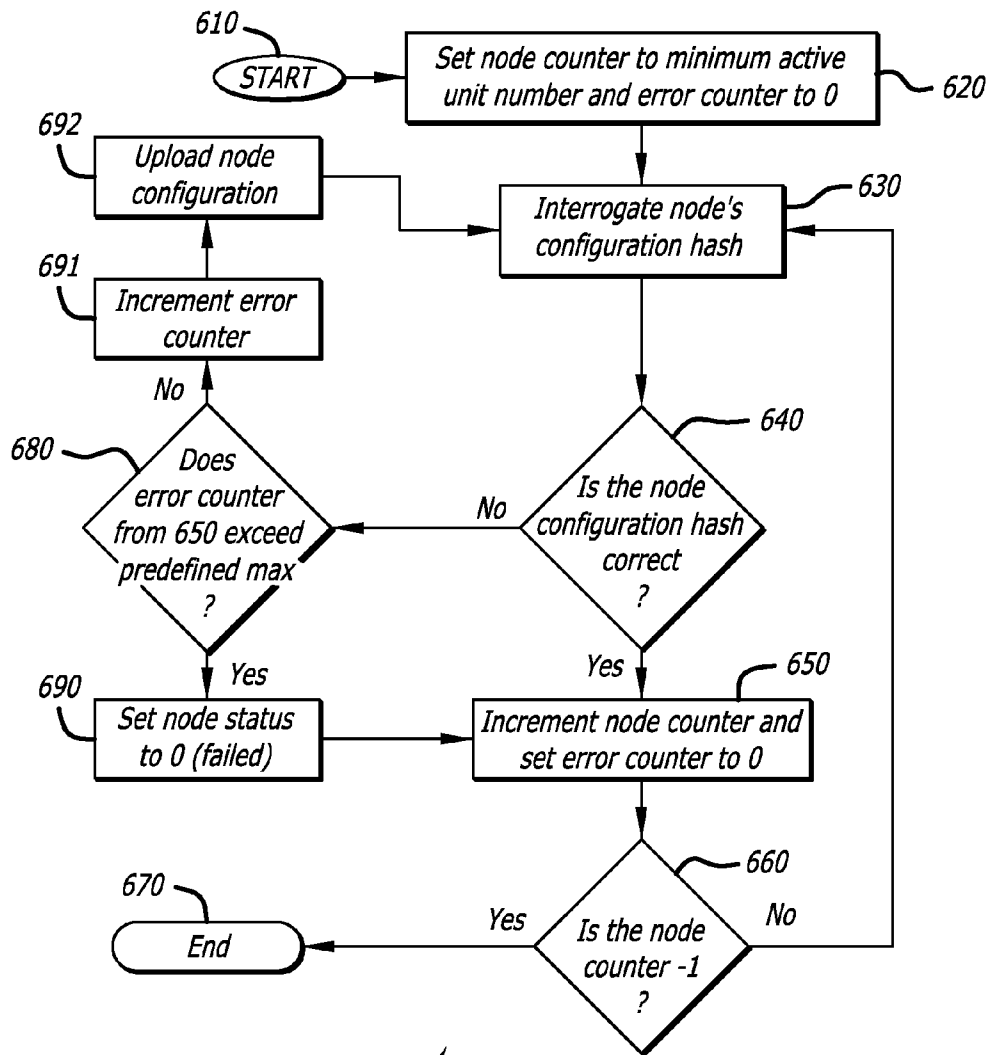 610
START
Set node counter to minimum active
unit number and error counter to 0
620
692
Upload node
configuration
Interrogate node's
configuration hash
630
691
Increment error
counter
No
680
Does
error counter
from 650 exceed
predefined max
?
No
640
Is the node
configuration hash
correct
?
Yes
Yes
690
Set node status
to 0 (failed)
650
Increment node counter and
set error counter to 0
660
670
End
Yes
Is the node
counter -1
?
No